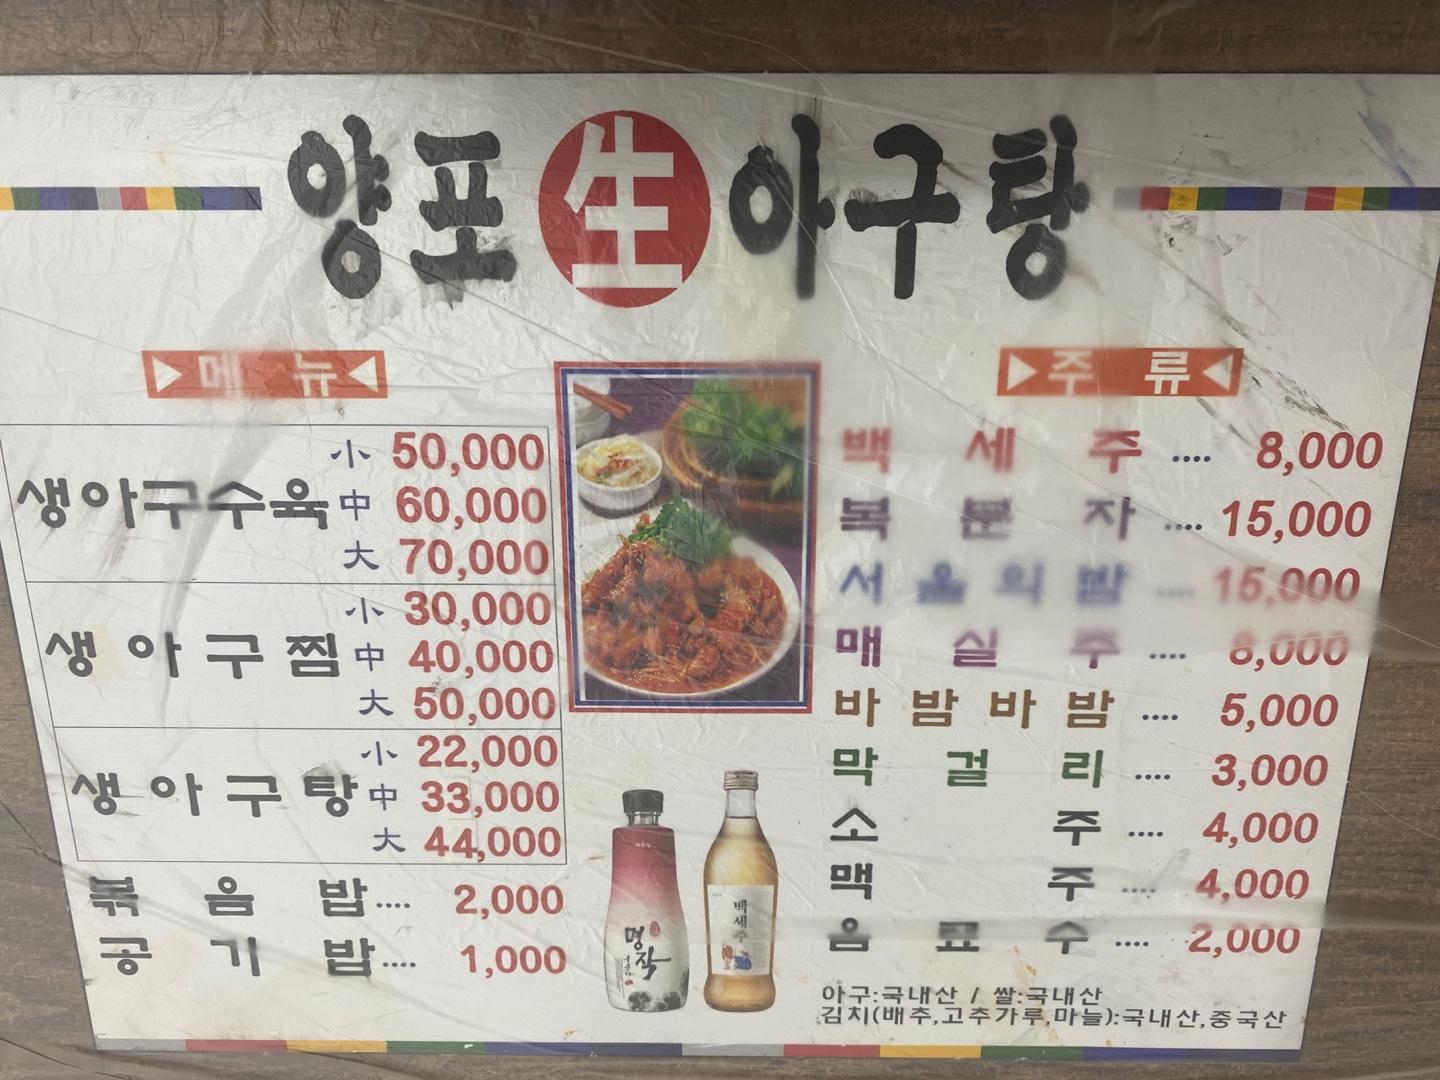 양포 生 아구탕
메 뉴
생아구수육 小 50,000
中 60,000
大 70,000
생아구찜 小 30,000
中 40,000
大 50,000
생아구탕 小 22,000
中 33,000
大 44,000
볶음밥.... 2,000
공기밥.... 1,000
주 류
백세주 .... 8,000
복분자 .... 15,000
서울의밤 .... 15,000
매실주 .... 8,000
바밤바밤 .... 5,000
막걸리 .... 3,000
소주 .... 4,000
맥주 .... 4,000
음료수 .... 2,000
명작
백세주
아구:국내산 / 쌀:국내산
김치(배추,고추가루,마늘):국내산,중국산